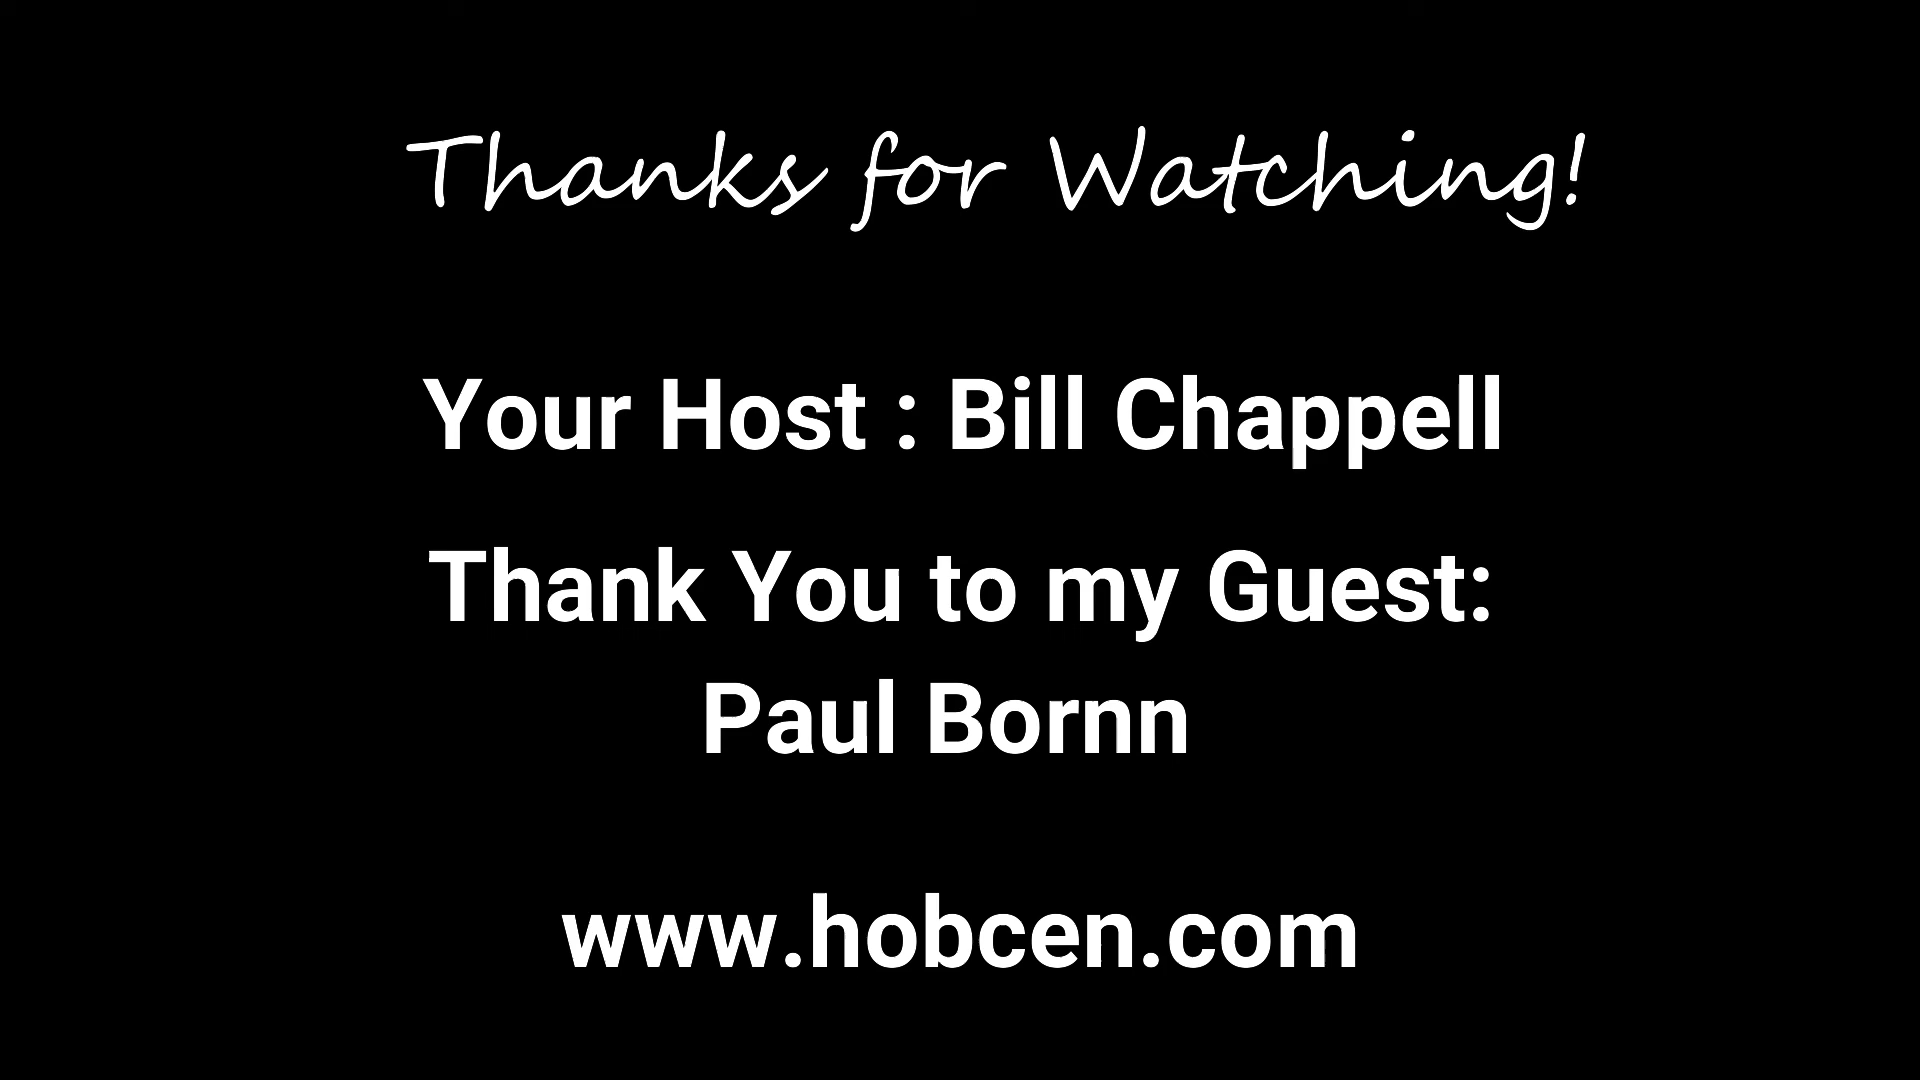 Thanks for Watching!
Your Host : Bill Chappell
Thank You to my Guest:
Paul Bornn
www.hobcen.com